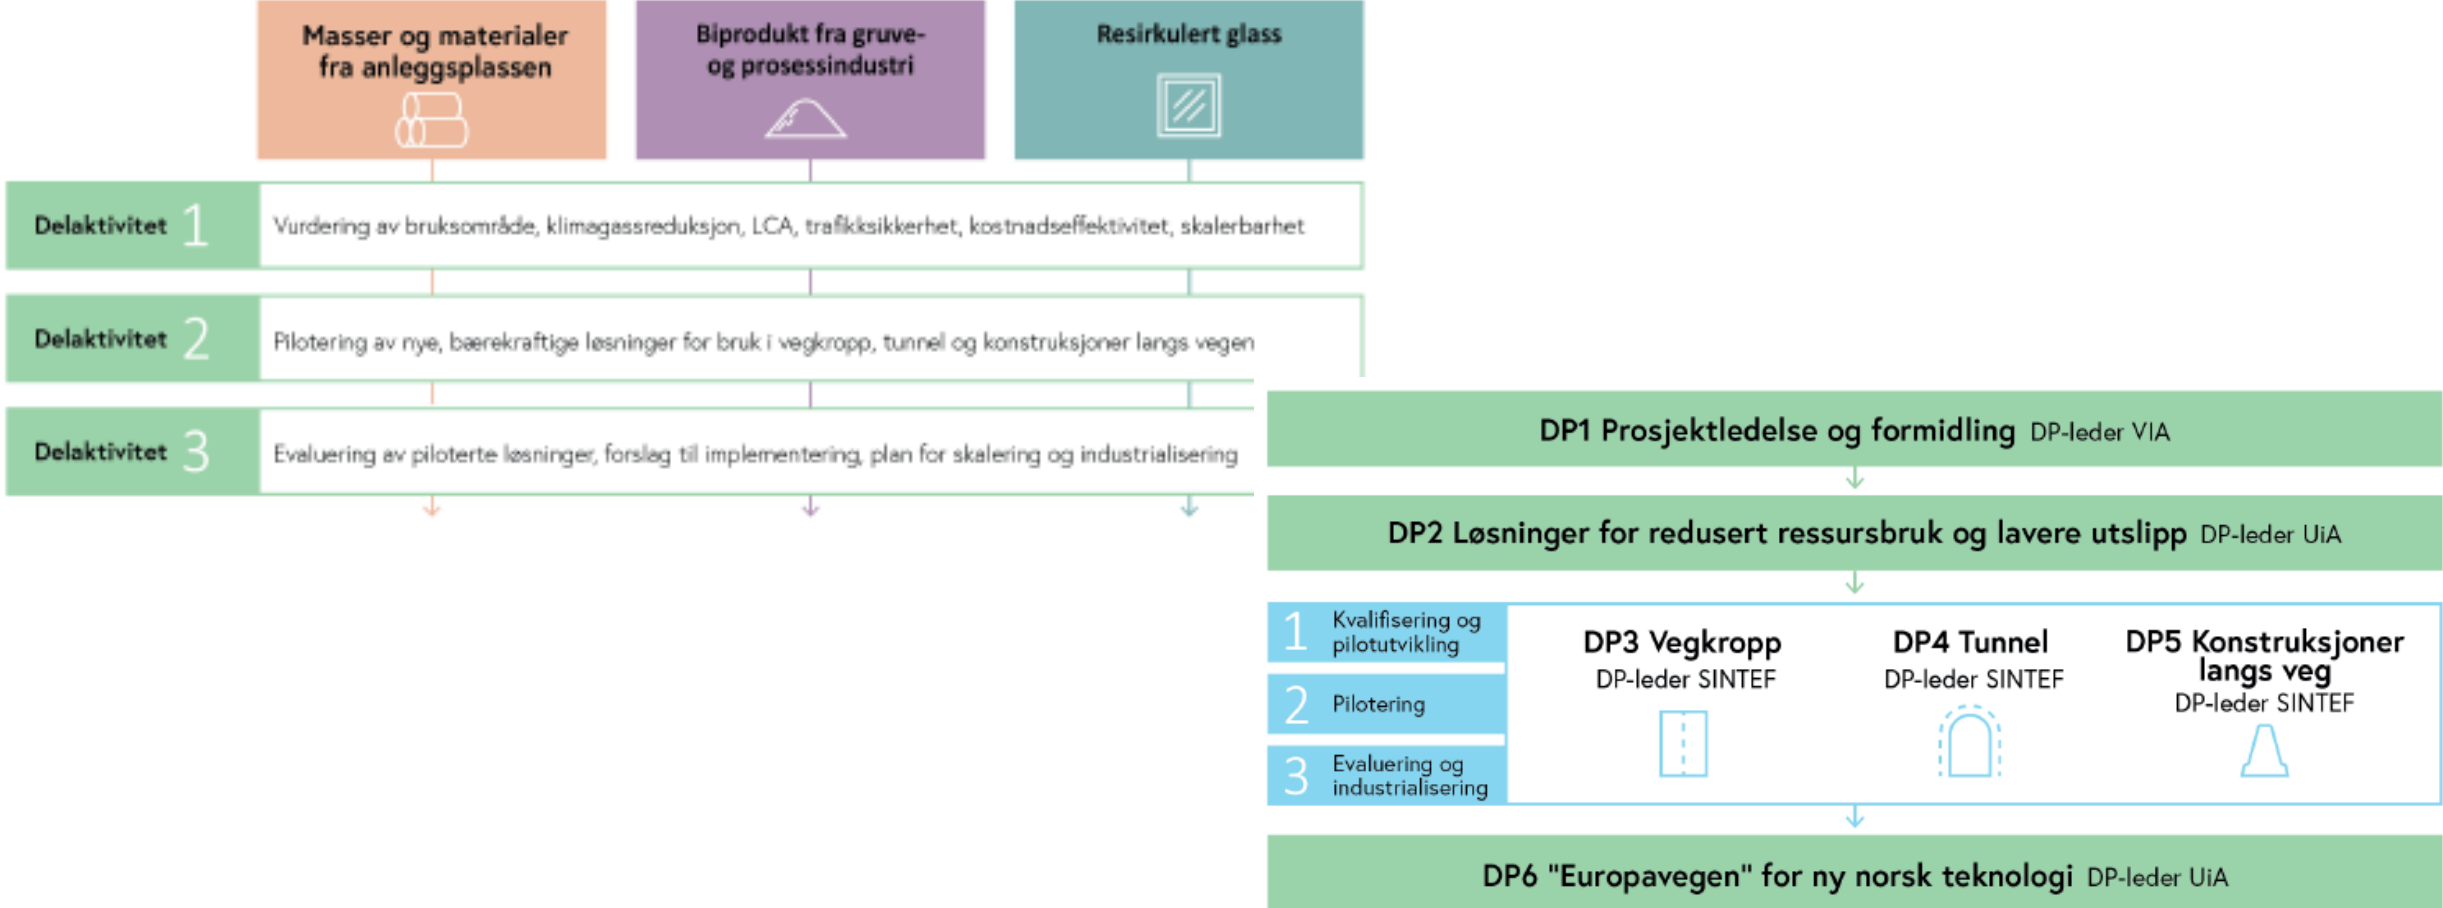 Masser og materialer
fra anleggsplassen
Biprodukt fra gruve-
og prosessindustri
Resirkulert glass
Delaktivitet 1
Vurdering av bruksområde, klimagassreduksjon, LCA, trafikksikkerhet, kostnadseffektivitet, skalerbarhet
Delaktivitet 2
Pilotering av nye, bærekraftige løsninger for bruk i vegkropp, tunnel og konstruksjoner langs vegen
Delaktivitet 3
Evaluering av piloterte løsninger, forslag til implementering, plan for skalering og industrialisering
DP1 Prosjektledelse og formidling DP-leder VIA
DP2 Løsninger for redusert ressursbruk og lavere utslipp DP-leder UiA
1 Kvalifisering og
pilotutvikling
2 Pilotering
3 Evaluering og
industrialisering
DP3 Vegkropp
DP-leder SINTEF
DP4 Tunnel
DP-leder SINTEF
DP5 Konstruksjoner
langs veg
DP-leder SINTEF
DP6 "Europavegen" for ny norsk teknologi DP-leder UiA